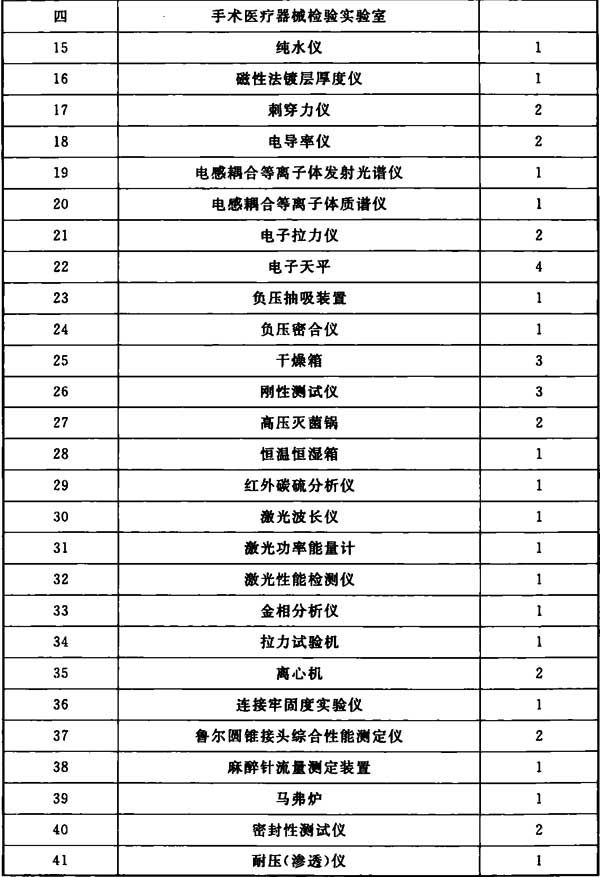 四 手术医疗器械检验实验室
15 纯水仪 1
16 磁性法镀层厚度仪 1
17 刺穿力仪 2
18 电导率仪 2
19 电感耦合等离子体发射光谱仪 1
20 电感耦合等离子体质谱仪 1
21 电子拉力仪 2
22 电子天平 4
23 负压抽吸装置 1
24 负压密合仪 1
25 干燥箱 3
26 刚性测试仪 3
27 高压灭菌锅 2
28 恒温恒湿箱 1
29 红外碳硫分析仪 1
30 激光波长仪 1
31 激光功率能量计 1
32 激光性能检测仪 1
33 金相分析仪 1
34 拉力试验机 1
35 离心机 2
36 连接牢固度实验仪 1
37 鲁尔圆锥接头综合性能测定仪 2
38 麻醉针流量测定装置 1
39 马弗炉 1
40 密封性测试仪 2
41 耐压(渗透)仪 1